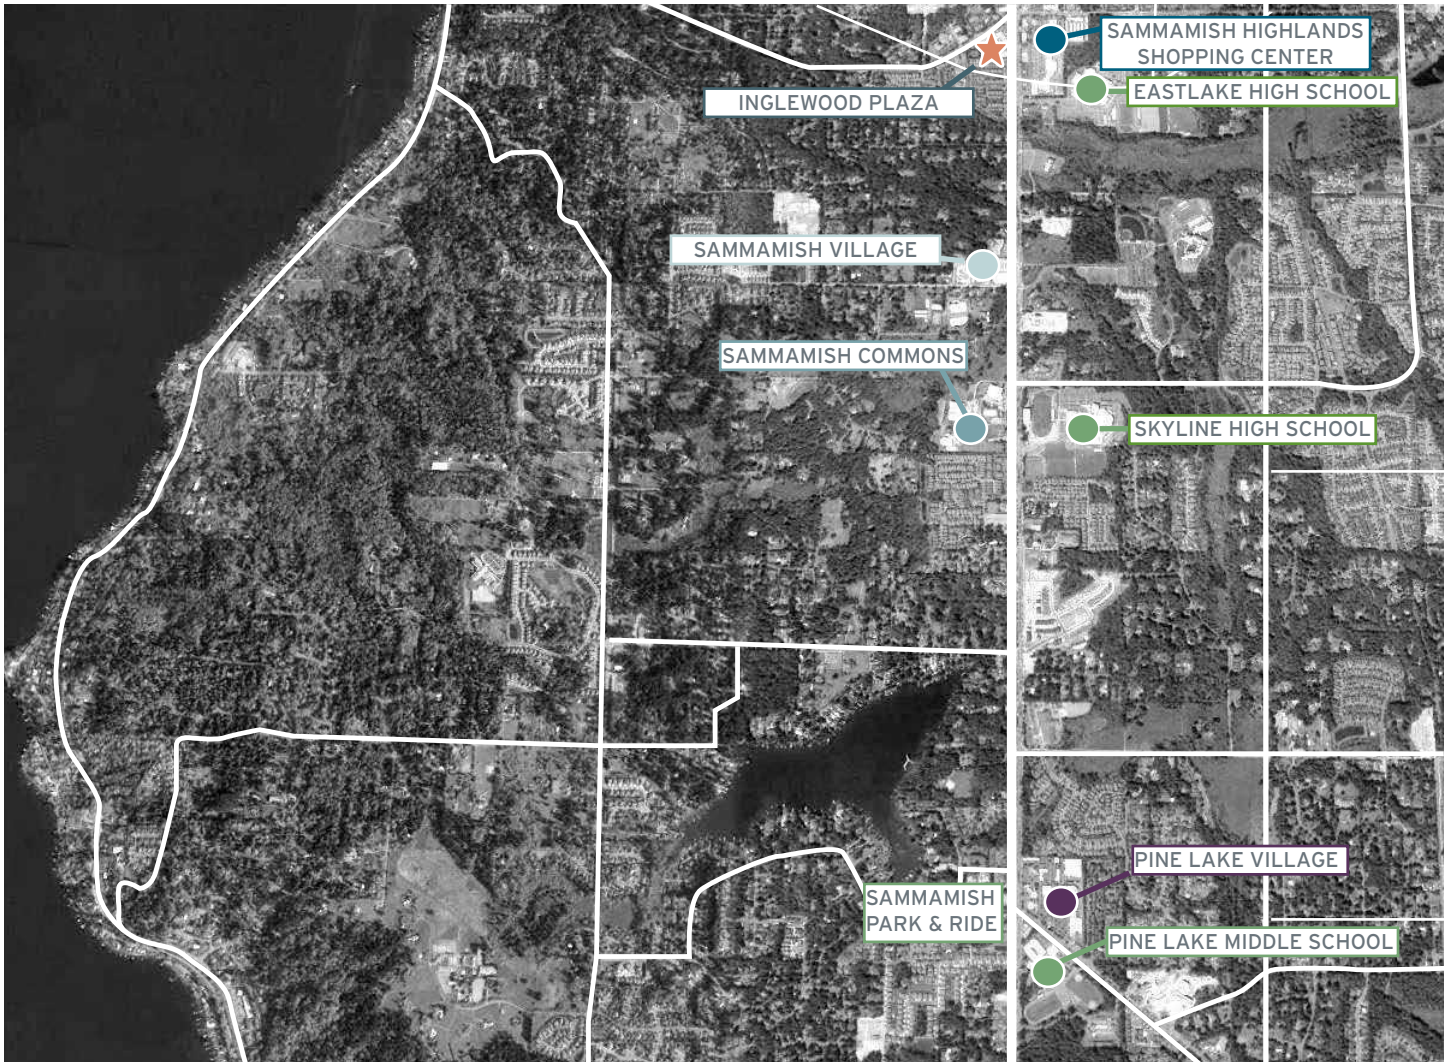 SAMMAMISH HIGHLANDS
SHOPPING CENTER
EASTLAKE HIGH SCHOOL
INGLEWOOD PLAZA
SAMMAMISH VILLAGE
SAMMAMISH COMMONS
SKYLINE HIGH SCHOOL
PINE LAKE VILLAGE
SAMMAMISH
PARK & RIDE
PINE LAKE MIDDLE SCHOOL